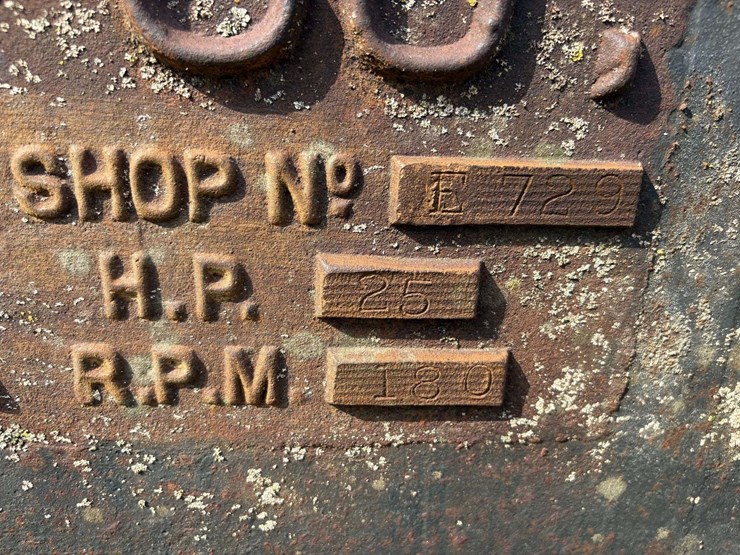 SHOP Nº E 729
H.P. 25
R.P.M. 180